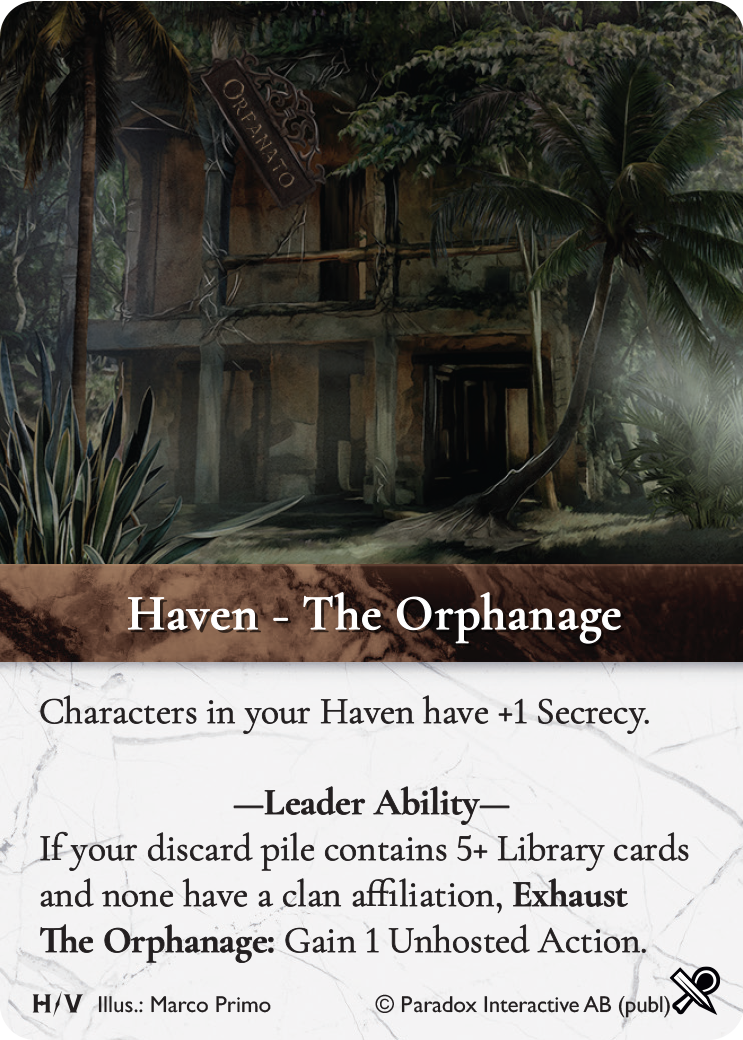 ORFANATO
Haven - The Orphanage
Characters in your Haven have +1 Secrecy.
—Leader Ability—
If your discard pile contains 5+ Library cards
and none have a clan affiliation, Exhaust
The Orphanage: Gain 1 Unhosted Action.
H/V Illus.: Marco Primo © Paradox Interactive AB (publ)